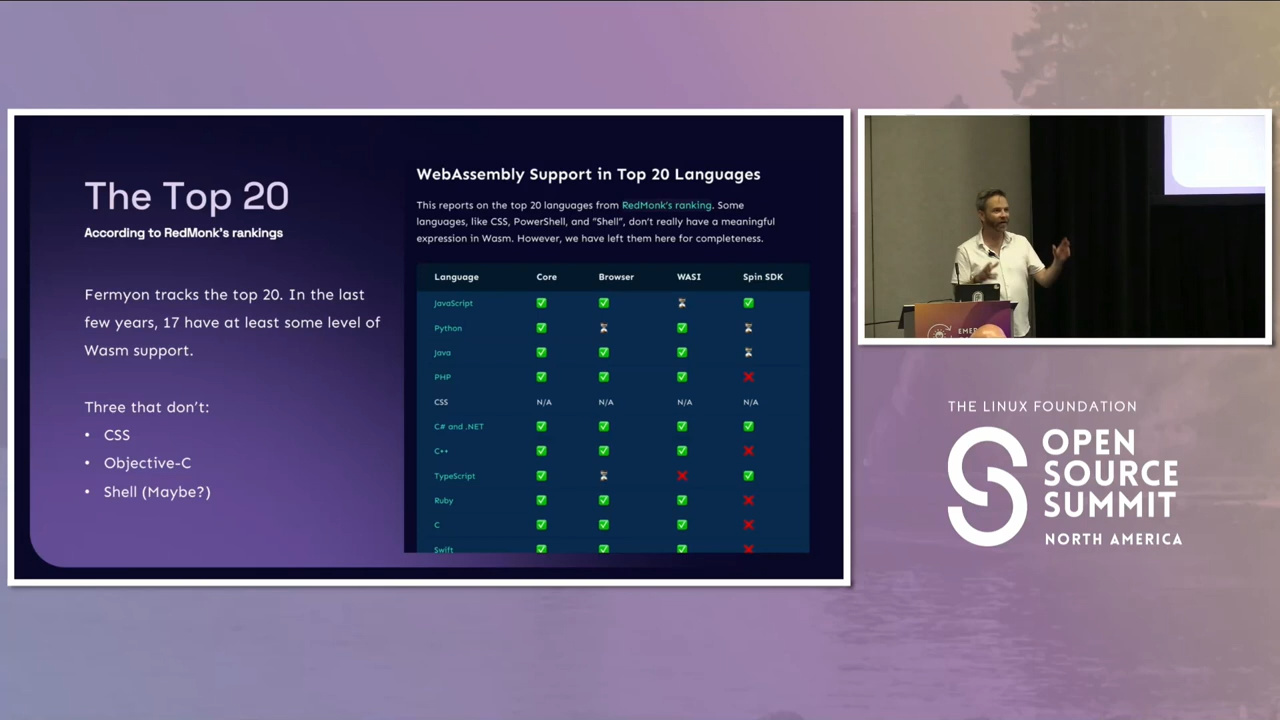 The Top 20
According to RedMonk's rankings
Fermyon tracks the top 20. In the last
few years, 17 have at least some level of
Wasm support.
Three that don't:
• CSS
• Objective-C
• Shell (Maybe?)
WebAssembly Support in Top 20 Languages
This reports on the top 20 languages from RedMonk's ranking. Some
languages, like CSS, PowerShell, and "Shell", don't really have a meaningful
expression in Wasm. However, we have left them here for completeness.
Language Core Browser WASI Spin SDK
JavaScript ✅ ✅ ⏳ ✅
Python ✅ ⏳ ✅ ⏳
Java ✅ ✅ ✅ ⏳
PHP ✅ ✅ ✅ ❌
CSS N/A N/A N/A N/A
C# and .NET ✅ ✅ ✅ ✅
C++ ✅ ✅ ✅ ❌
TypeScript ✅ ⏳ ❌ ✅
Ruby ✅ ✅ ✅ ❌
C ✅ ✅ ✅ ❌
Swift ✅ ✅ ✅ ❌
EMER
THE LINUX FOUNDATION
OPEN
SOURCE
SUMMIT
NORTH AMERICA